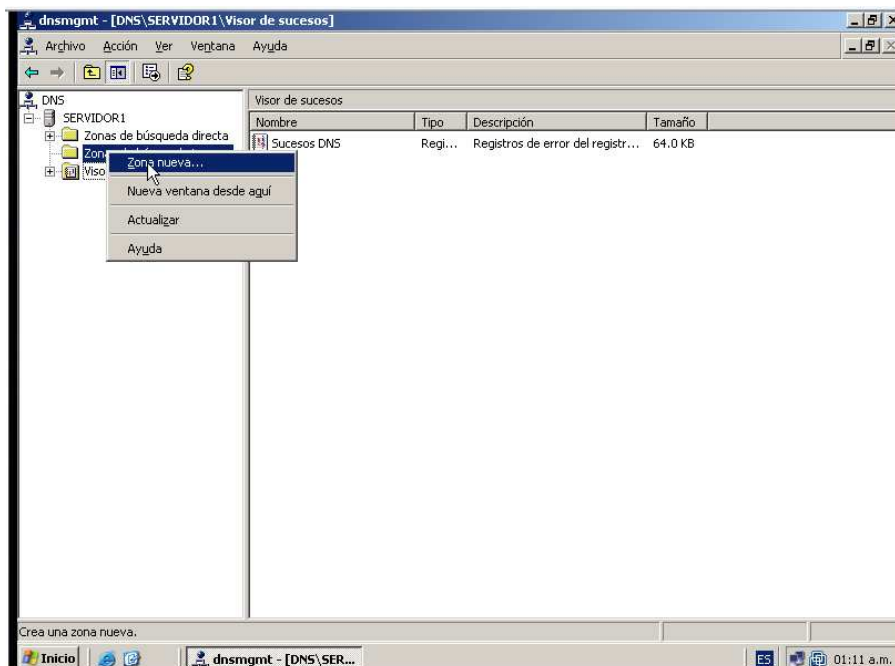 dnsmgmt - [DNS\SERVIDOR1\Visor de sucesos]
Archivo Acción Ver Ventana Ayuda
DNS
SERVIDOR1
Zonas de búsqueda directa
Zona nueva...
Nueva ventana desde aquí
Actualizar
Ayuda
Visor de sucesos
Nombre Tipo Descripción Tamaño
Sucesos DNS Regi... Registros de error del registr... 64.0 KB
Crea una zona nueva.
Inicio dnsmgmt - [DNS\SER... ES 01:11 a.m.